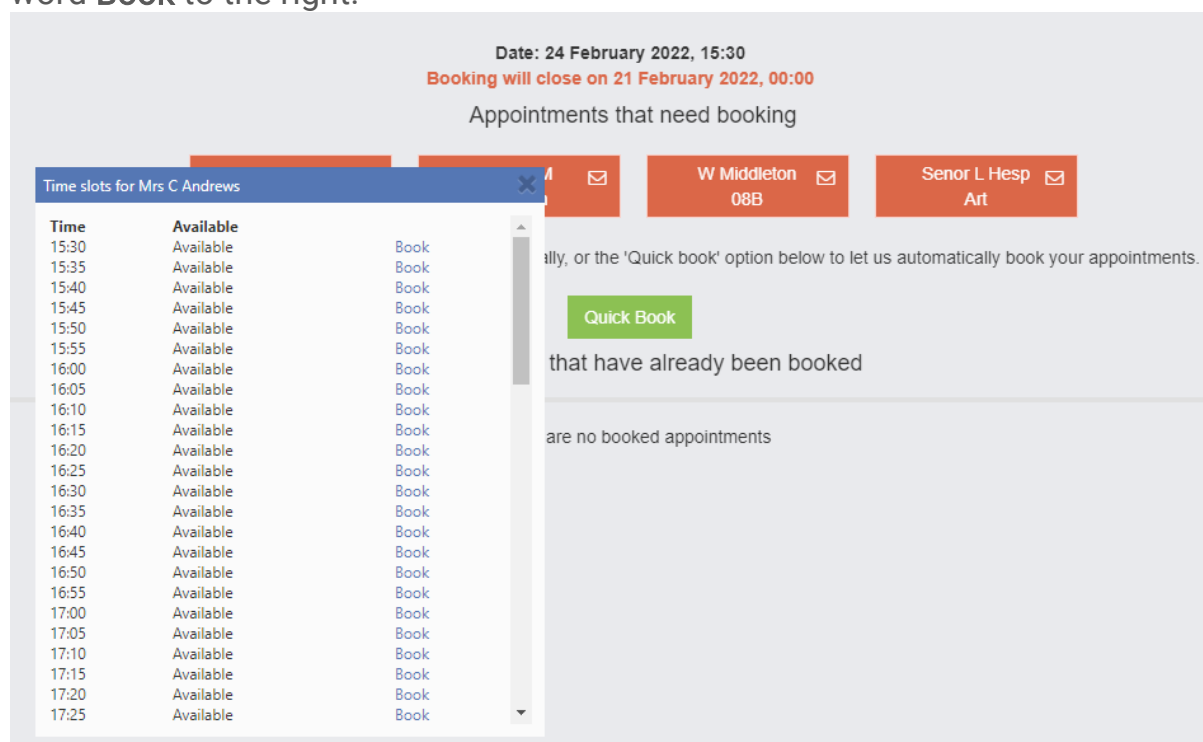 word Book to the right.
Date: 24 February 2022, 15:30
Booking will close on 21 February 2022, 00:00
Appointments that need booking
W Middleton
08B
Senor L Hesp
Art
ally, or the 'Quick book' option below to let us automatically book your appointments.
Quick Book
that have already been booked
are no booked appointments
Time slots for Mrs C Andrews
Time Available
15:30 Available Book
15:35 Available Book
15:40 Available Book
15:45 Available Book
15:50 Available Book
15:55 Available Book
16:00 Available Book
16:05 Available Book
16:10 Available Book
16:15 Available Book
16:20 Available Book
16:25 Available Book
16:30 Available Book
16:35 Available Book
16:40 Available Book
16:45 Available Book
16:50 Available Book
16:55 Available Book
17:00 Available Book
17:05 Available Book
17:10 Available Book
17:15 Available Book
17:20 Available Book
17:25 Available Book